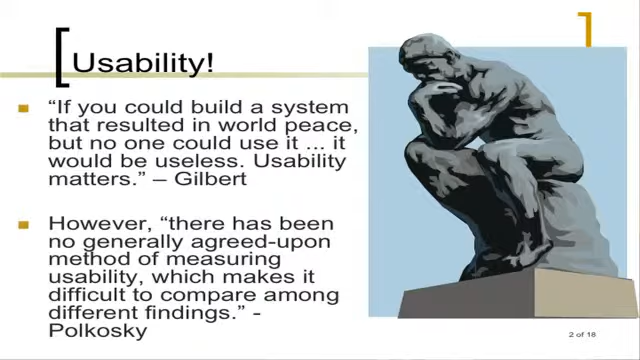 Usability!
“If you could build a system
that resulted in world peace,
but no one could use it ... it
would be useless. Usability
matters.” – Gilbert
However, “there has been
no generally agreed-upon
method of measuring
usability, which makes it
difficult to compare among
different findings.” -
Polkosky
2 of 18